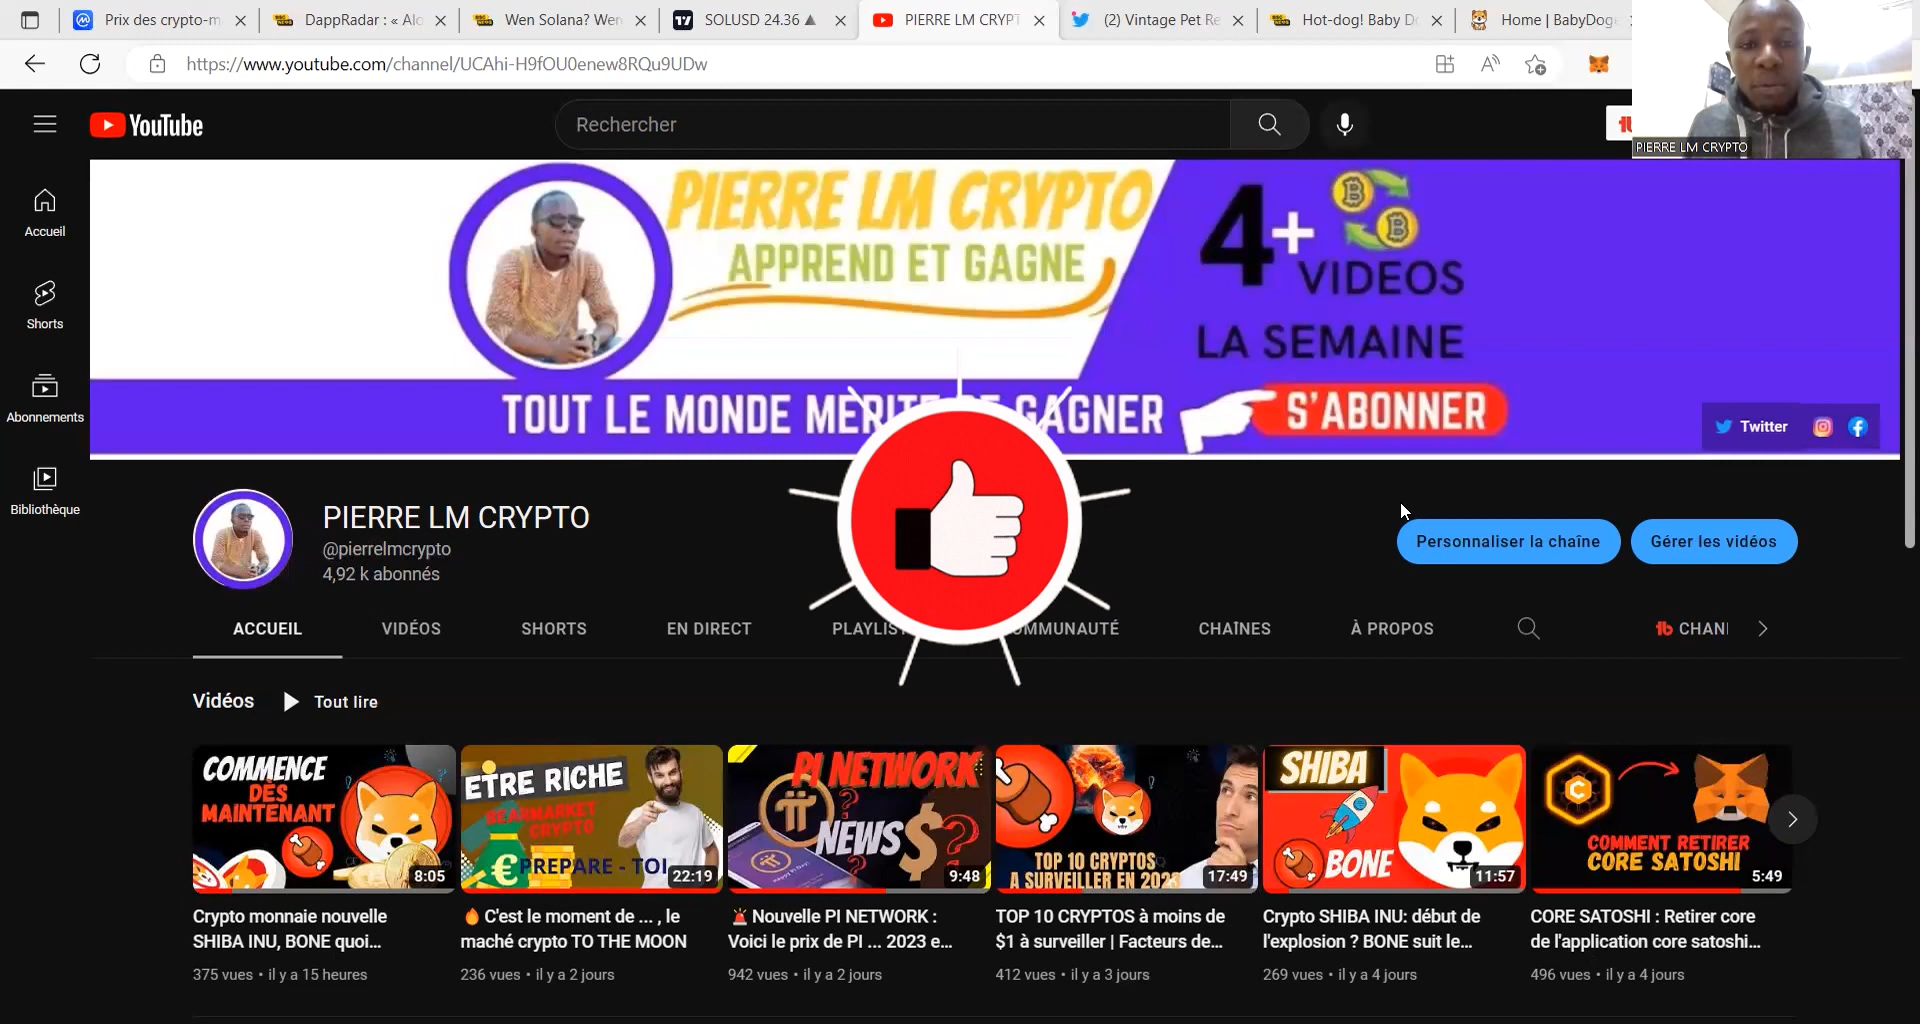 Prix des crypto-m
DappRadar : « Alo
Wen Solana? Wen
SOLUSD 24.36 ▲
PIERRE LM CRYPT
(2) Vintage Pet Re
Hot-dog! Baby D
Home | BabyDoge
https://www.youtube.com/channel/UCAhi-H9fOU0enew8RQu9UDw
YouTube
Rechercher
PIERRE LM CRYPTO
Accueil
Shorts
Abonnements
Bibliothèque
PIERRE LM CRYPTO
APPREND ET GAGNE
4+
VIDEOS
LA SEMAINE
TOUT LE MONDE MÉRITE DE GAGNER
S'ABONNER
Twitter
PIERRE LM CRYPTO
@pierrelmcrypto
4,92 k abonnés
Personnaliser la chaîne
Gérer les vidéos
ACCUEIL
VIDÉOS
SHORTS
EN DIRECT
PLAYLIS
OMMUNAUTÉ
CHAÎNES
À PROPOS
CHAN
Vidéos
Tout lire
COMMENCE
DÈS
MAINTENANT
8:05
ETRE RICHE
BEARMARKET
CRYPTO
PREPARE - TOI
22:19
PI NETWORK
NEWS
9:48
TOP 10 CRYPTOS
A SURVEILLER EN 202
17:49
SHIBA
BONE
11:57
COMMENT RETIRER
CORE SATOSHI
5:49
Crypto monnaie nouvelle
SHIBA INU, BONE quoi...
375 vues • il y a 15 heures
🔥 C'est le moment de ... , le
maché crypto TO THE MOON
236 vues • il y a 2 jours
🚨 Nouvelle PI NETWORK :
Voici le prix de PI ... 2023 e...
942 vues • il y a 2 jours
TOP 10 CRYPTOS à moins de
$1 à surveiller | Facteurs de...
412 vues • il y a 3 jours
Crypto SHIBA INU: début de
l'explosion ? BONE suit le...
269 vues • il y a 4 jours
CORE SATOSHI : Retirer core
de l'application core satoshi...
496 vues • il y a 4 jours